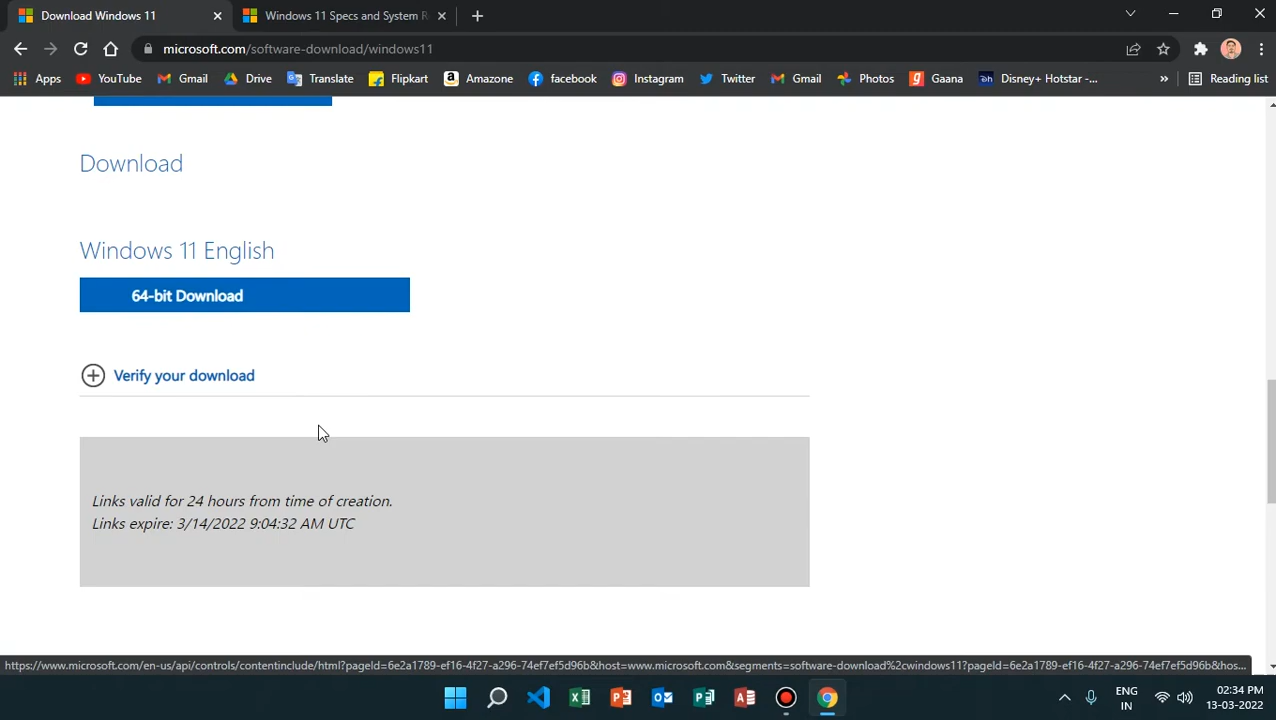 Download Windows 11
Windows 11 Specs and System R
microsoft.com/software-download/windows11
Apps
YouTube
Gmail
Drive
Translate
Flipkart
Amazon
facebook
Instagram
Twitter
Gmail
Photos
Gaana
Disney+ Hotstar -...
»
Reading list
Download
Windows 11 English
64-bit Download
Verify your download
Links valid for 24 hours from time of creation.
Links expire: 3/14/2022 9:04:32 AM UTC
https://www.microsoft.com/en-us/api/controls/contentinclude/html?pageId=6e2a1789-ef16-4f27-a296-74ef7ef5d96b&host=www.microsoft.com&segments=software-download%2cwindows11?pageId=6e2a1789-ef16-4f27-a296-74ef7ef5d96b&hos...
ENG
IN
02:34 PM
13-03-2022